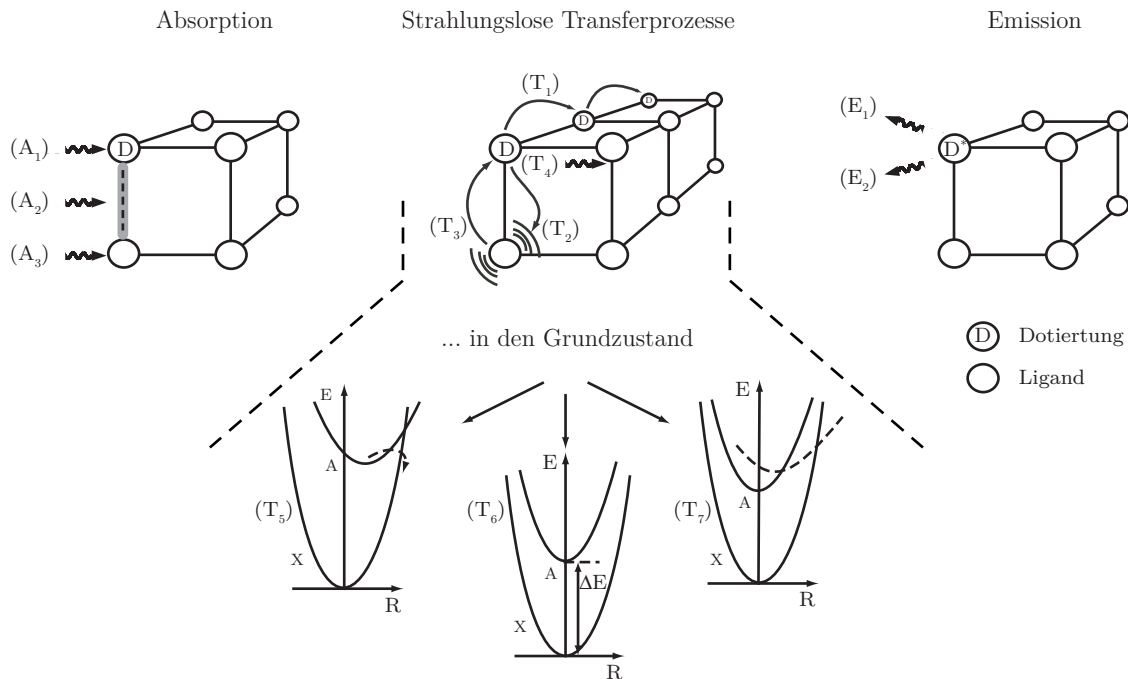 Absorption
Strahlungslose Transferprozesse
Emission
(A₁)
D
(A₂)
(A₃)
(T₁)
D
D
D
(T₄)
(T₃)
(T₂)
(E₁)
D*
(E₂)
... in den Grundzustand
D Dotiertung
Ligand
E
A
(T₅)
X
R
E
(T₆)
A
ΔE
X
R
E
(T₇)
A
X
R